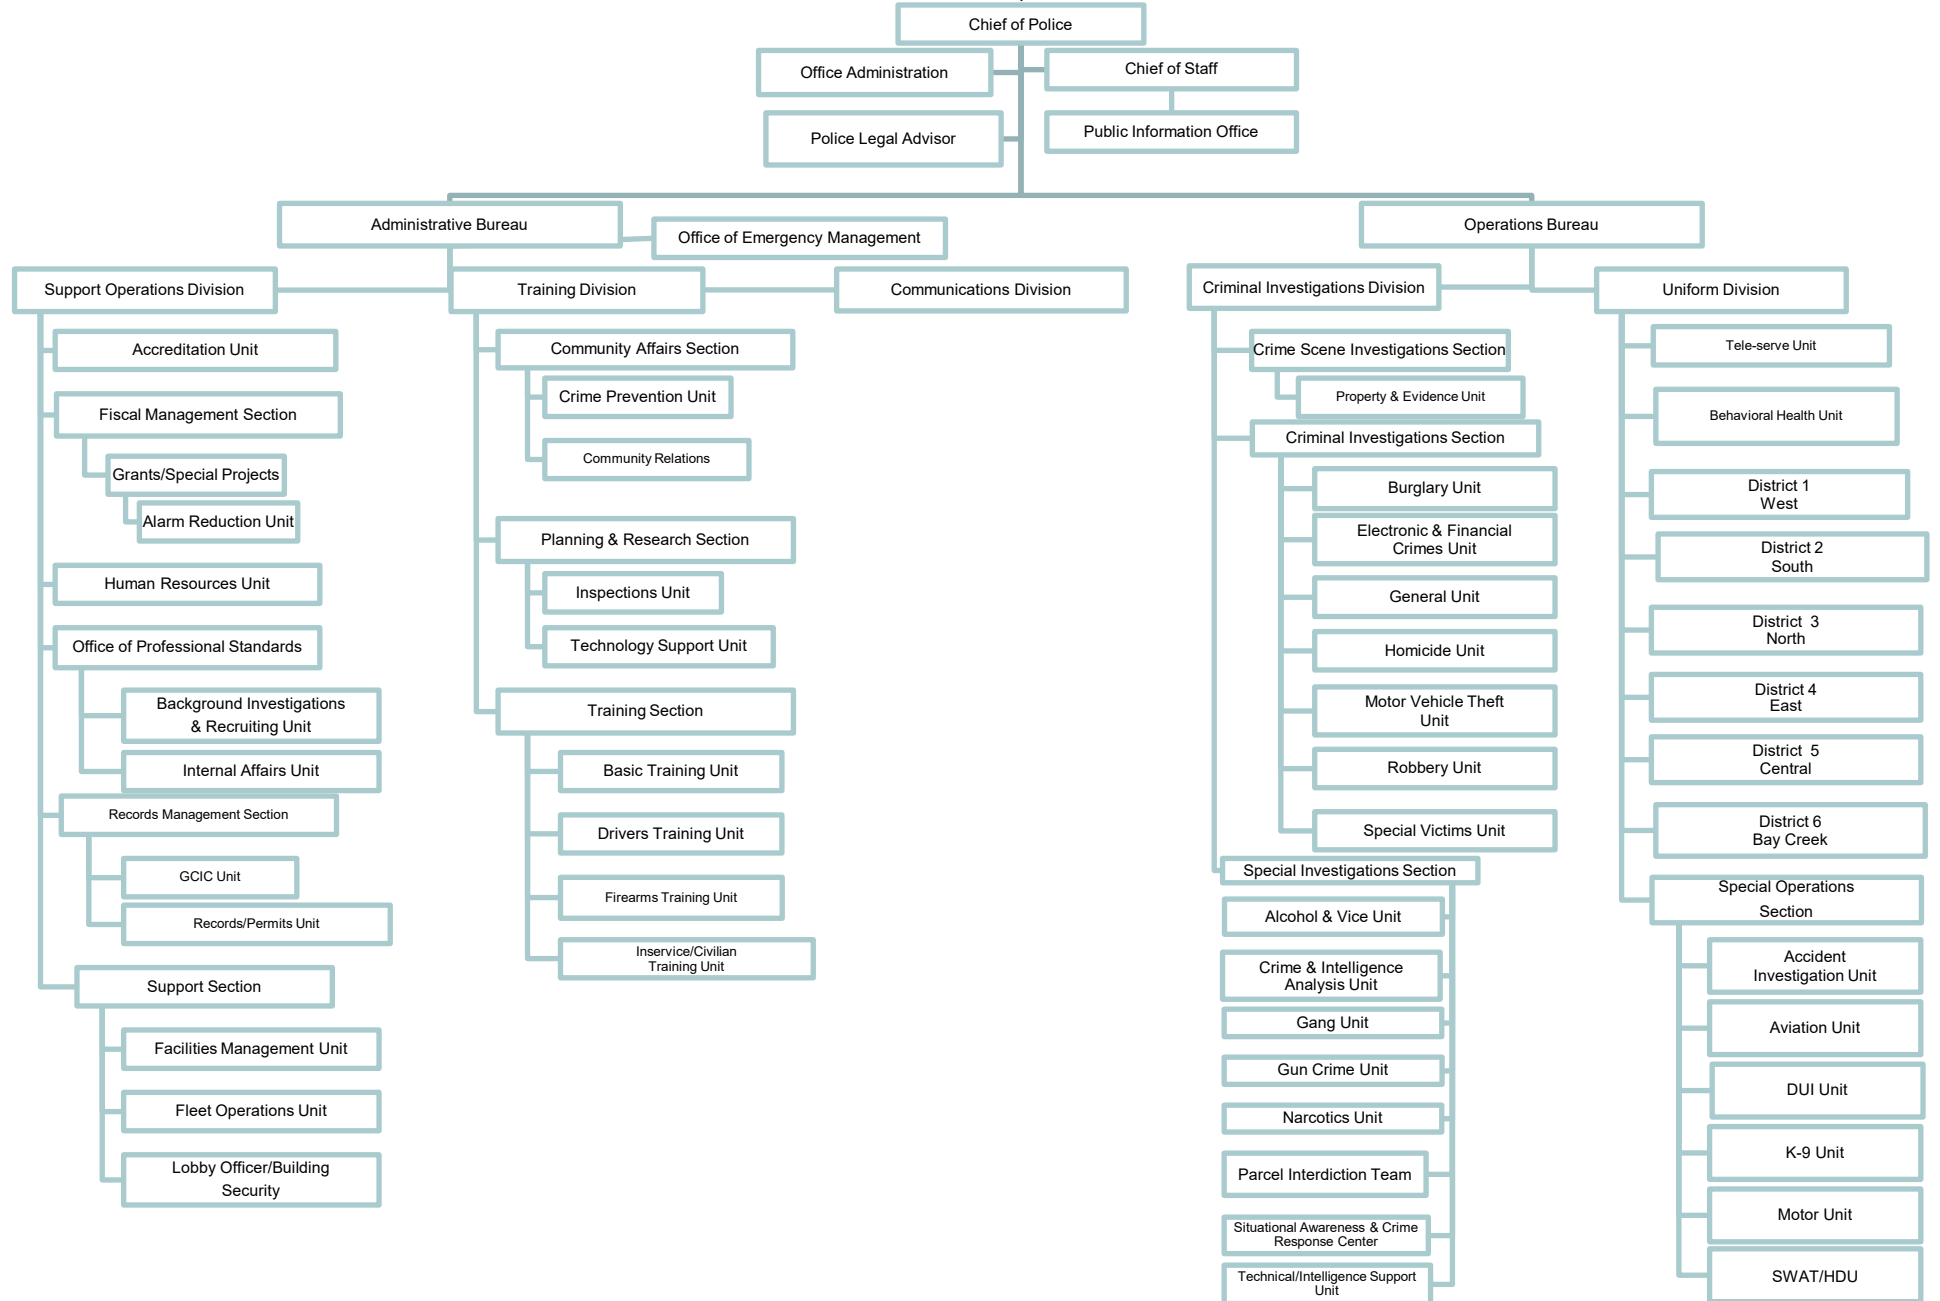 Chief of Police
Office Administration
Chief of Staff
Police Legal Advisor
Public Information Office
Administrative Bureau
Office of Emergency Management
Operations Bureau
Support Operations Division
Training Division
Communications Division
Criminal Investigations Division
Uniform Division
Accreditation Unit
Fiscal Management Section
Grants/Special Projects
Alarm Reduction Unit
Human Resources Unit
Office of Professional Standards
Background Investigations
& Recruiting Unit
Internal Affairs Unit
Records Management Section
GCIC Unit
Records/Permits Unit
Support Section
Facilities Management Unit
Fleet Operations Unit
Lobby Officer/Building
Security
Community Affairs Section
Crime Prevention Unit
Community Relations
Planning & Research Section
Inspections Unit
Technology Support Unit
Training Section
Basic Training Unit
Drivers Training Unit
Firearms Training Unit
Inservice/Civilian
Training Unit
Crime Scene Investigations Section
Property & Evidence Unit
Criminal Investigations Section
Burglary Unit
Electronic & Financial
Crimes Unit
General Unit
Homicide Unit
Motor Vehicle Theft
Unit
Robbery Unit
Special Victims Unit
Special Investigations Section
Alcohol & Vice Unit
Crime & Intelligence
Analysis Unit
Gang Unit
Gun Crime Unit
Narcotics Unit
Parcel Interdiction Team
Situational Awareness & Crime
Response Center
Technical/Intelligence Support
Unit
Tele-serve Unit
Behavioral Health Unit
District 1
West
District 2
South
District 3
North
District 4
East
District 5
Central
District 6
Bay Creek
Special Operations
Section
Accident
Investigation Unit
Aviation Unit
DUI Unit
K-9 Unit
Motor Unit
SWAT/HDU